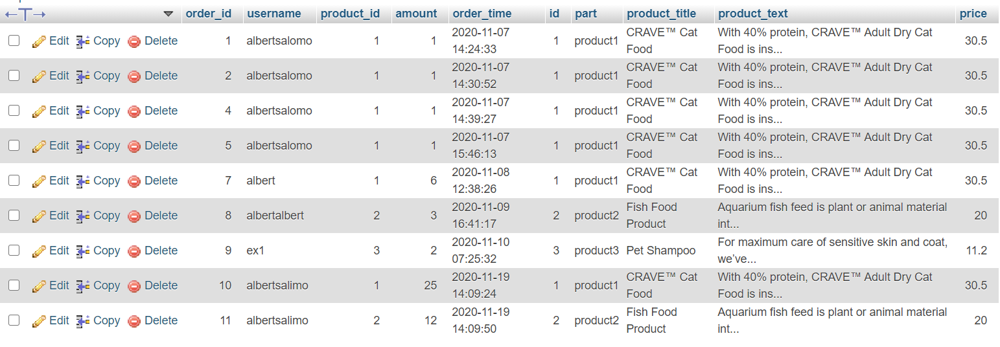 order_id username product_id amount order_time id part product_title product_text price
Edit Copy Delete 1 albertsalomo 1 1 2020-11-07 14:24:33 1 product1 CRAVE™ Cat Food With 40% protein, CRAVE™ Adult Dry Cat Food is ins... 30.5
Edit Copy Delete 2 albertsalomo 1 1 2020-11-07 14:30:52 1 product1 CRAVE™ Cat Food With 40% protein, CRAVE™ Adult Dry Cat Food is ins... 30.5
Edit Copy Delete 4 albertsalomo 1 1 2020-11-07 14:39:27 1 product1 CRAVE™ Cat Food With 40% protein, CRAVE™ Adult Dry Cat Food is ins... 30.5
Edit Copy Delete 5 albertsalomo 1 1 2020-11-07 15:46:13 1 product1 CRAVE™ Cat Food With 40% protein, CRAVE™ Adult Dry Cat Food is ins... 30.5
Edit Copy Delete 7 albert 1 6 2020-11-08 12:38:26 1 product1 CRAVE™ Cat Food With 40% protein, CRAVE™ Adult Dry Cat Food is ins... 30.5
Edit Copy Delete 8 albertalbert 2 3 2020-11-09 16:41:17 2 product2 Fish Food Product Aquarium fish feed is plant or animal material int... 20
Edit Copy Delete 9 ex1 3 2 2020-11-10 07:25:32 3 product3 Pet Shampoo For maximum care of sensitive skin and coat, we’ve... 11.2
Edit Copy Delete 10 albertsalimo 1 25 2020-11-19 14:09:24 1 product1 CRAVE™ Cat Food With 40% protein, CRAVE™ Adult Dry Cat Food is ins... 30.5
Edit Copy Delete 11 albertsalimo 2 12 2020-11-19 14:09:50 2 product2 Fish Food Product Aquarium fish feed is plant or animal material int... 20